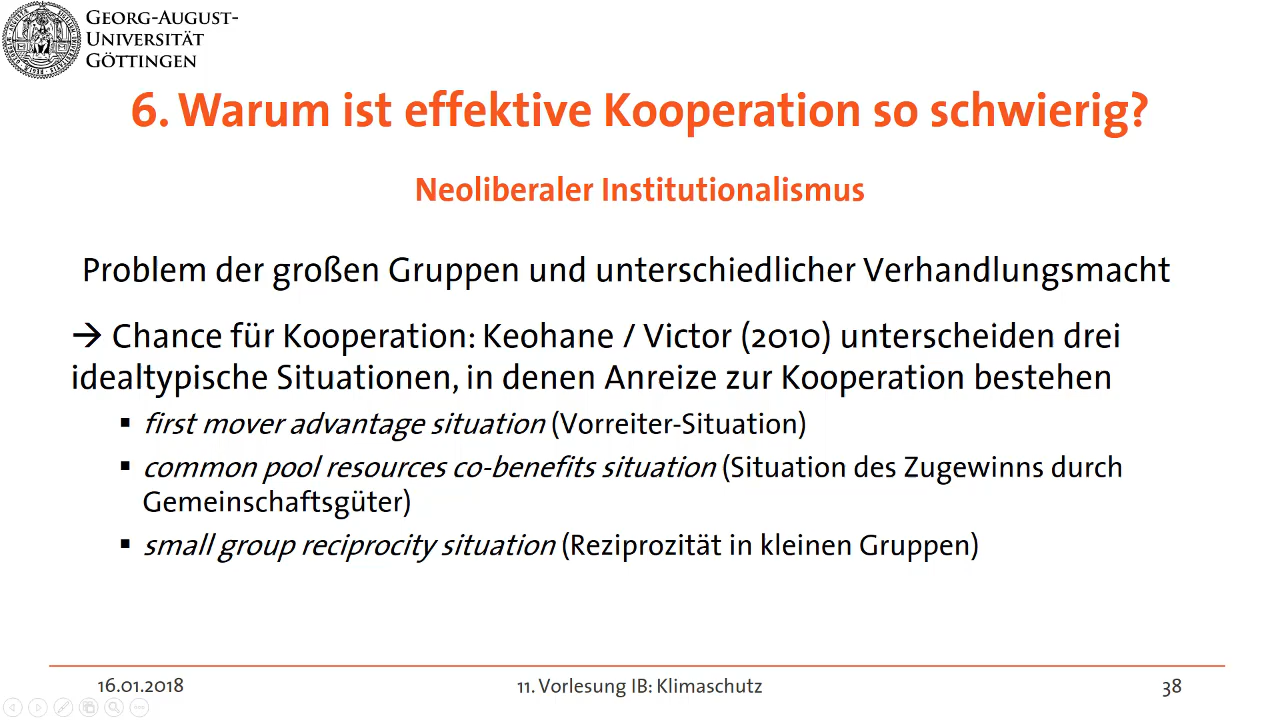 GEORG-AUGUST-
UNIVERSITÄT
GÖTTINGEN
6. Warum ist effektive Kooperation so schwierig?
Neoliberaler Institutionalismus
Problem der großen Gruppen und unterschiedlicher Verhandlungsmacht
→ Chance für Kooperation: Keohane / Victor (2010) unterscheiden drei
idealtypische Situationen, in denen Anreize zur Kooperation bestehen
▪ first mover advantage situation (Vorreiter-Situation)
▪ common pool resources co-benefits situation (Situation des Zugewinns durch
Gemeinschaftsgüter)
▪ small group reciprocity situation (Reziprozität in kleinen Gruppen)
16.01.2018
11. Vorlesung IB: Klimaschutz
38